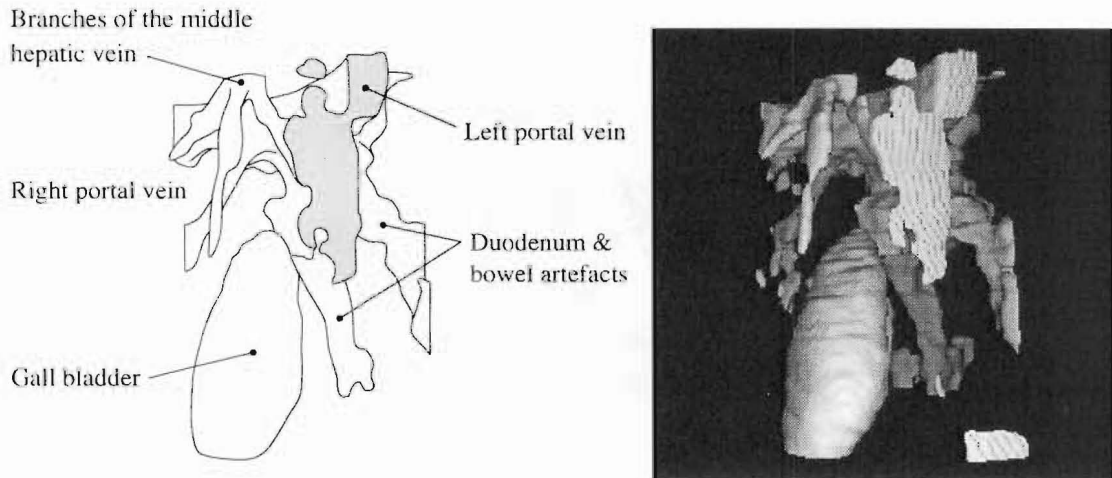 Branches of the middle
hepatic vein
Left portal vein
Right portal vein
Duodenum &
bowel artefacts
Gall bladder